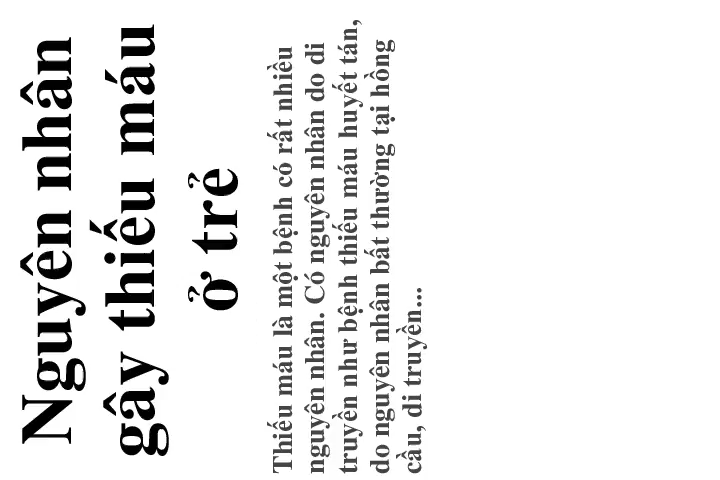 Nguyên nhân
gây thiếu máu
ở trẻ
Thiếu máu là một bệnh có rất nhiều
nguyên nhân. Có nguyên nhân do di
truyền như bệnh thiếu máu huyết tán,
do nguyên nhân bất thường tại hồng
cầu, di truyền...